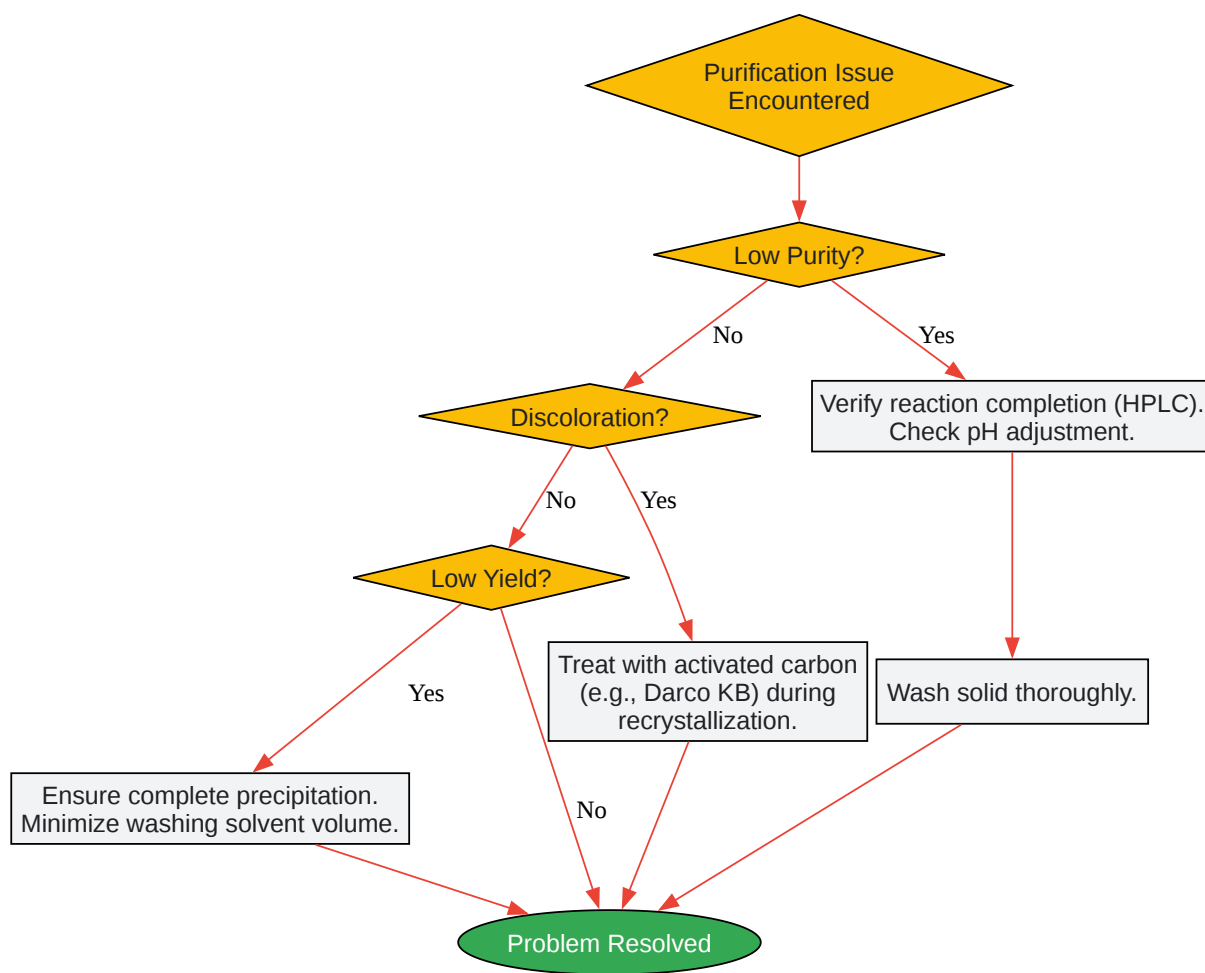 Purification Issue
Encountered
Low Purity?
No
Yes
Discoloration?
Verify reaction completion (HPLC).
Check pH adjustment.
No
Yes
Low Yield?
Yes
Treat with activated carbon
(e.g., Darco KB) during
recrystallization.
Wash solid thoroughly.
Ensure complete precipitation.
Minimize washing solvent volume.
No
Problem Resolved